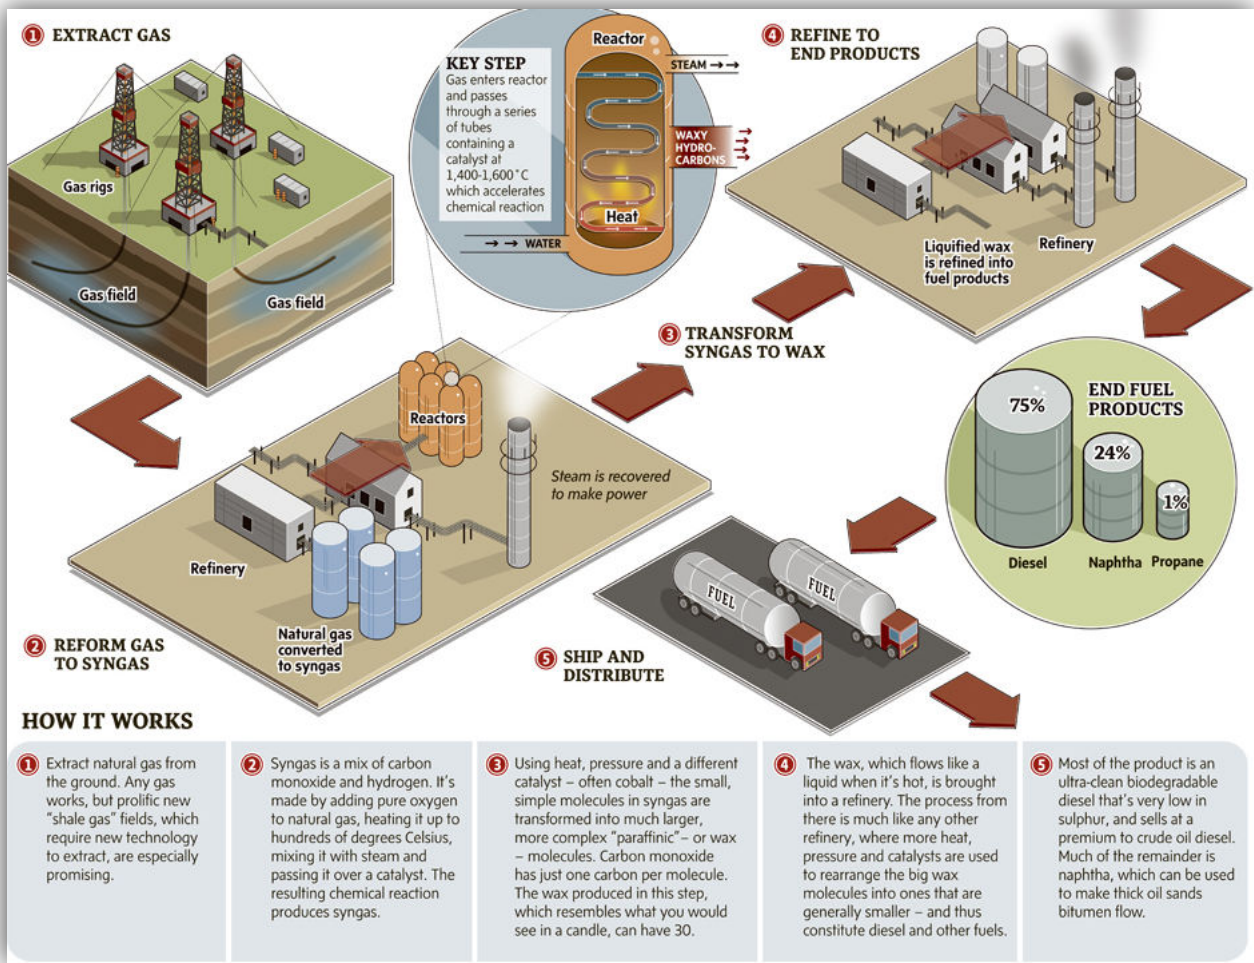 1 EXTRACT GAS
Gas rigs
Gas field
Gas field
KEY STEP
Gas enters reactor
and passes
through a series
of tubes
containing a
catalyst at
1,400-1,600˚C
which accelerates
chemical reaction
Reactor
STEAM → →
WAXY
HYDRO-
CARBONS
Heat
→ → WATER
4 REFINE TO
END PRODUCTS
Liquified wax
is refined into
fuel products
Refinery
3 TRANSFORM
SYNGAS TO WAX
Reactors
Steam is recovered
to make power
Refinery
Natural gas
converted
to syngas
2 REFORM GAS
TO SYNGAS
END FUEL
PRODUCTS
75%
24%
1%
Diesel Naphtha Propane
FUEL
FUEL
5 SHIP AND
DISTRIBUTE
HOW IT WORKS
1 Extract natural gas from
the ground. Any gas
works, but prolific new
"shale gas" fields, which
require new technology
to extract, are especially
promising.
2 Syngas is a mix of carbon
monoxide and hydrogen. It's
made by adding pure oxygen
to natural gas, heating it up to
hundreds of degrees Celsius,
mixing it with steam and
passing it over a catalyst. The
resulting chemical reaction
produces syngas.
3 Using heat, pressure and a different
catalyst – often cobalt – the small,
simple molecules in syngas are
transformed into much larger,
more complex "paraffinic" – or wax
– molecules. Carbon monoxide
has just one carbon per molecule.
The wax produced in this step,
which resembles what you would
see in a candle, can have 30.
4 The wax, which flows like a
liquid when it's hot, is brought
into a refinery. The process from
there is much like any other
refinery, where more heat,
pressure and catalysts are used
to rearrange the big wax
molecules into ones that are
generally smaller – and thus
constitute diesel and other fuels.
5 Most of the product is an
ultra-clean biodegradable
diesel that's very low in
sulphur, and sells at a
premium to crude oil diesel.
Much of the remainder is
naphtha, which can be used
to make thick oil sands
bitumen flow.